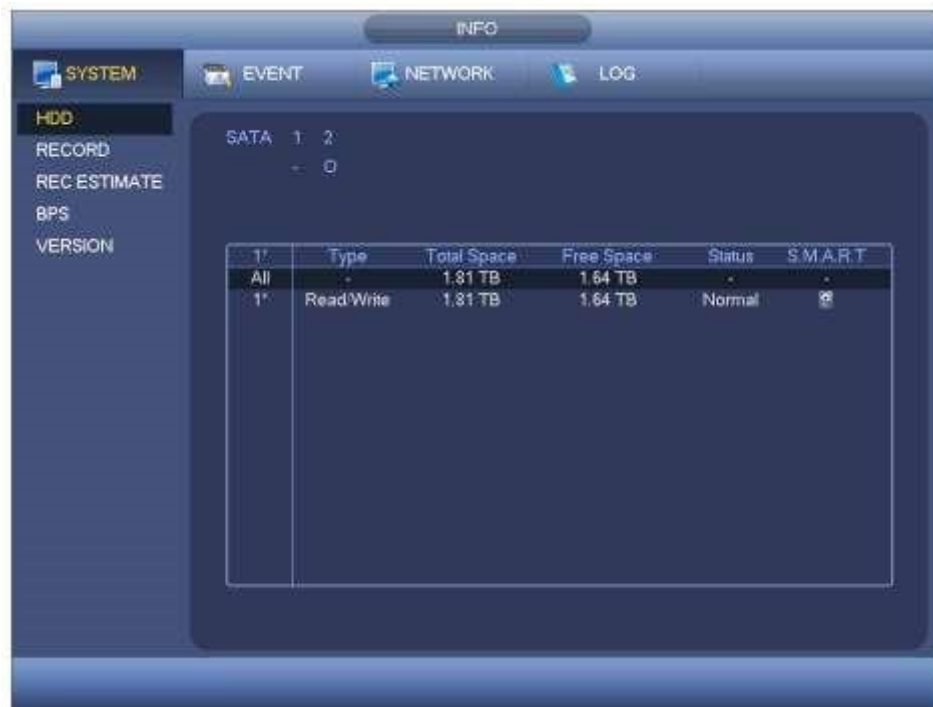 INFO
SYSTEM EVENT NETWORK LOG
HDD
RECORD
REC ESTIMATE
BPS
VERSION
SATA 1 2
- O
1* Type Total Space Free Space Status S.M.A.R.T
All - 1.81 TB 1.64 TB - -
1* Read/Write 1.81 TB 1.64 TB Normal